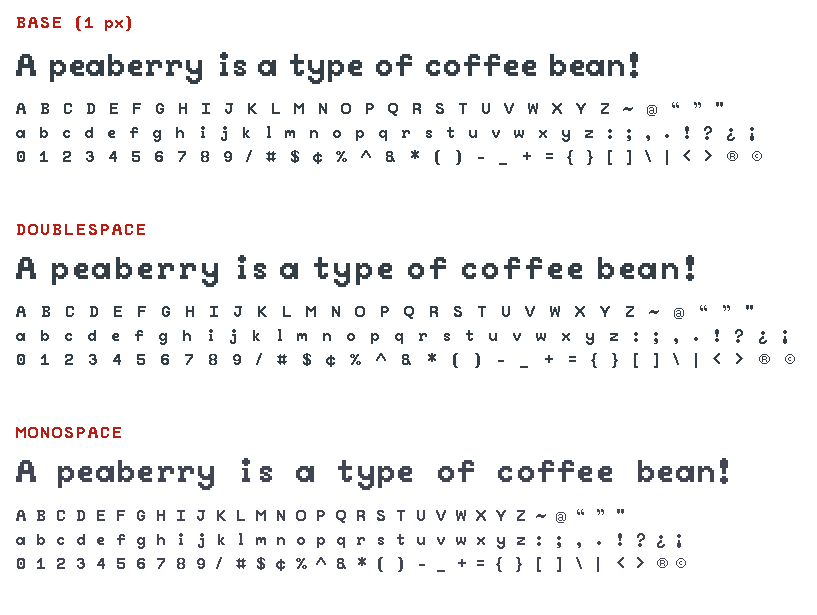 BASE (1 px)
A peaberry is a type of coffee bean!
A B C D E F G H I J K L M N O P Q R S T U V W X Y Z ~ @ “ ” "
a b c d e f g h i j k l m n o p q r s t u v w x y z : ; , . ! ? ¿ ¡
0 1 2 3 4 5 6 7 8 9 / # $ ¢ % ^ & * ( ) - _ + = { } [ ] \ | < > ® ©
DOUBLESPACE
A peaberry is a type of coffee bean!
A B C D E F G H I J K L M N O P Q R S T U V W X Y Z ~ @ “ ” "
a b c d e f g h i j k l m n o p q r s t u v w x y z : ; , . ! ? ¿ ¡
0 1 2 3 4 5 6 7 8 9 / # $ ¢ % ^ & * ( ) - _ + = { } [ ] \ | < > ® ©
MONOSPACE
A peaberry is a type of coffee bean!
A B C D E F G H I J K L M N O P Q R S T U V W X Y Z ~ @ “ ” "
a b c d e f g h i j k l m n o p q r s t u v w x y z : ; , . ! ? ¿ ¡
0 1 2 3 4 5 6 7 8 9 / # $ ¢ % ^ & * ( ) - _ + = { } [ ] \ | < > ® ©